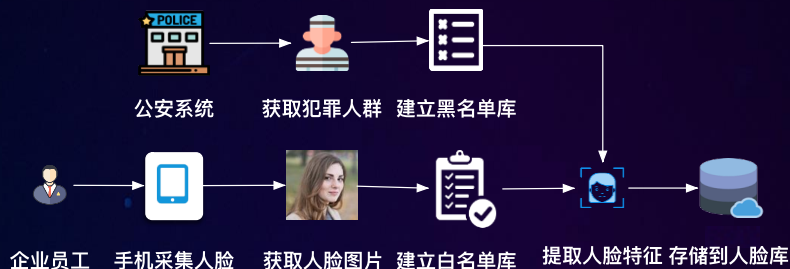 POLICE
公安系统
获取犯罪人群
建立黑名单库
企业员工
手机采集人脸
获取人脸图片
建立白名单库
提取人脸特征
存储到人脸库